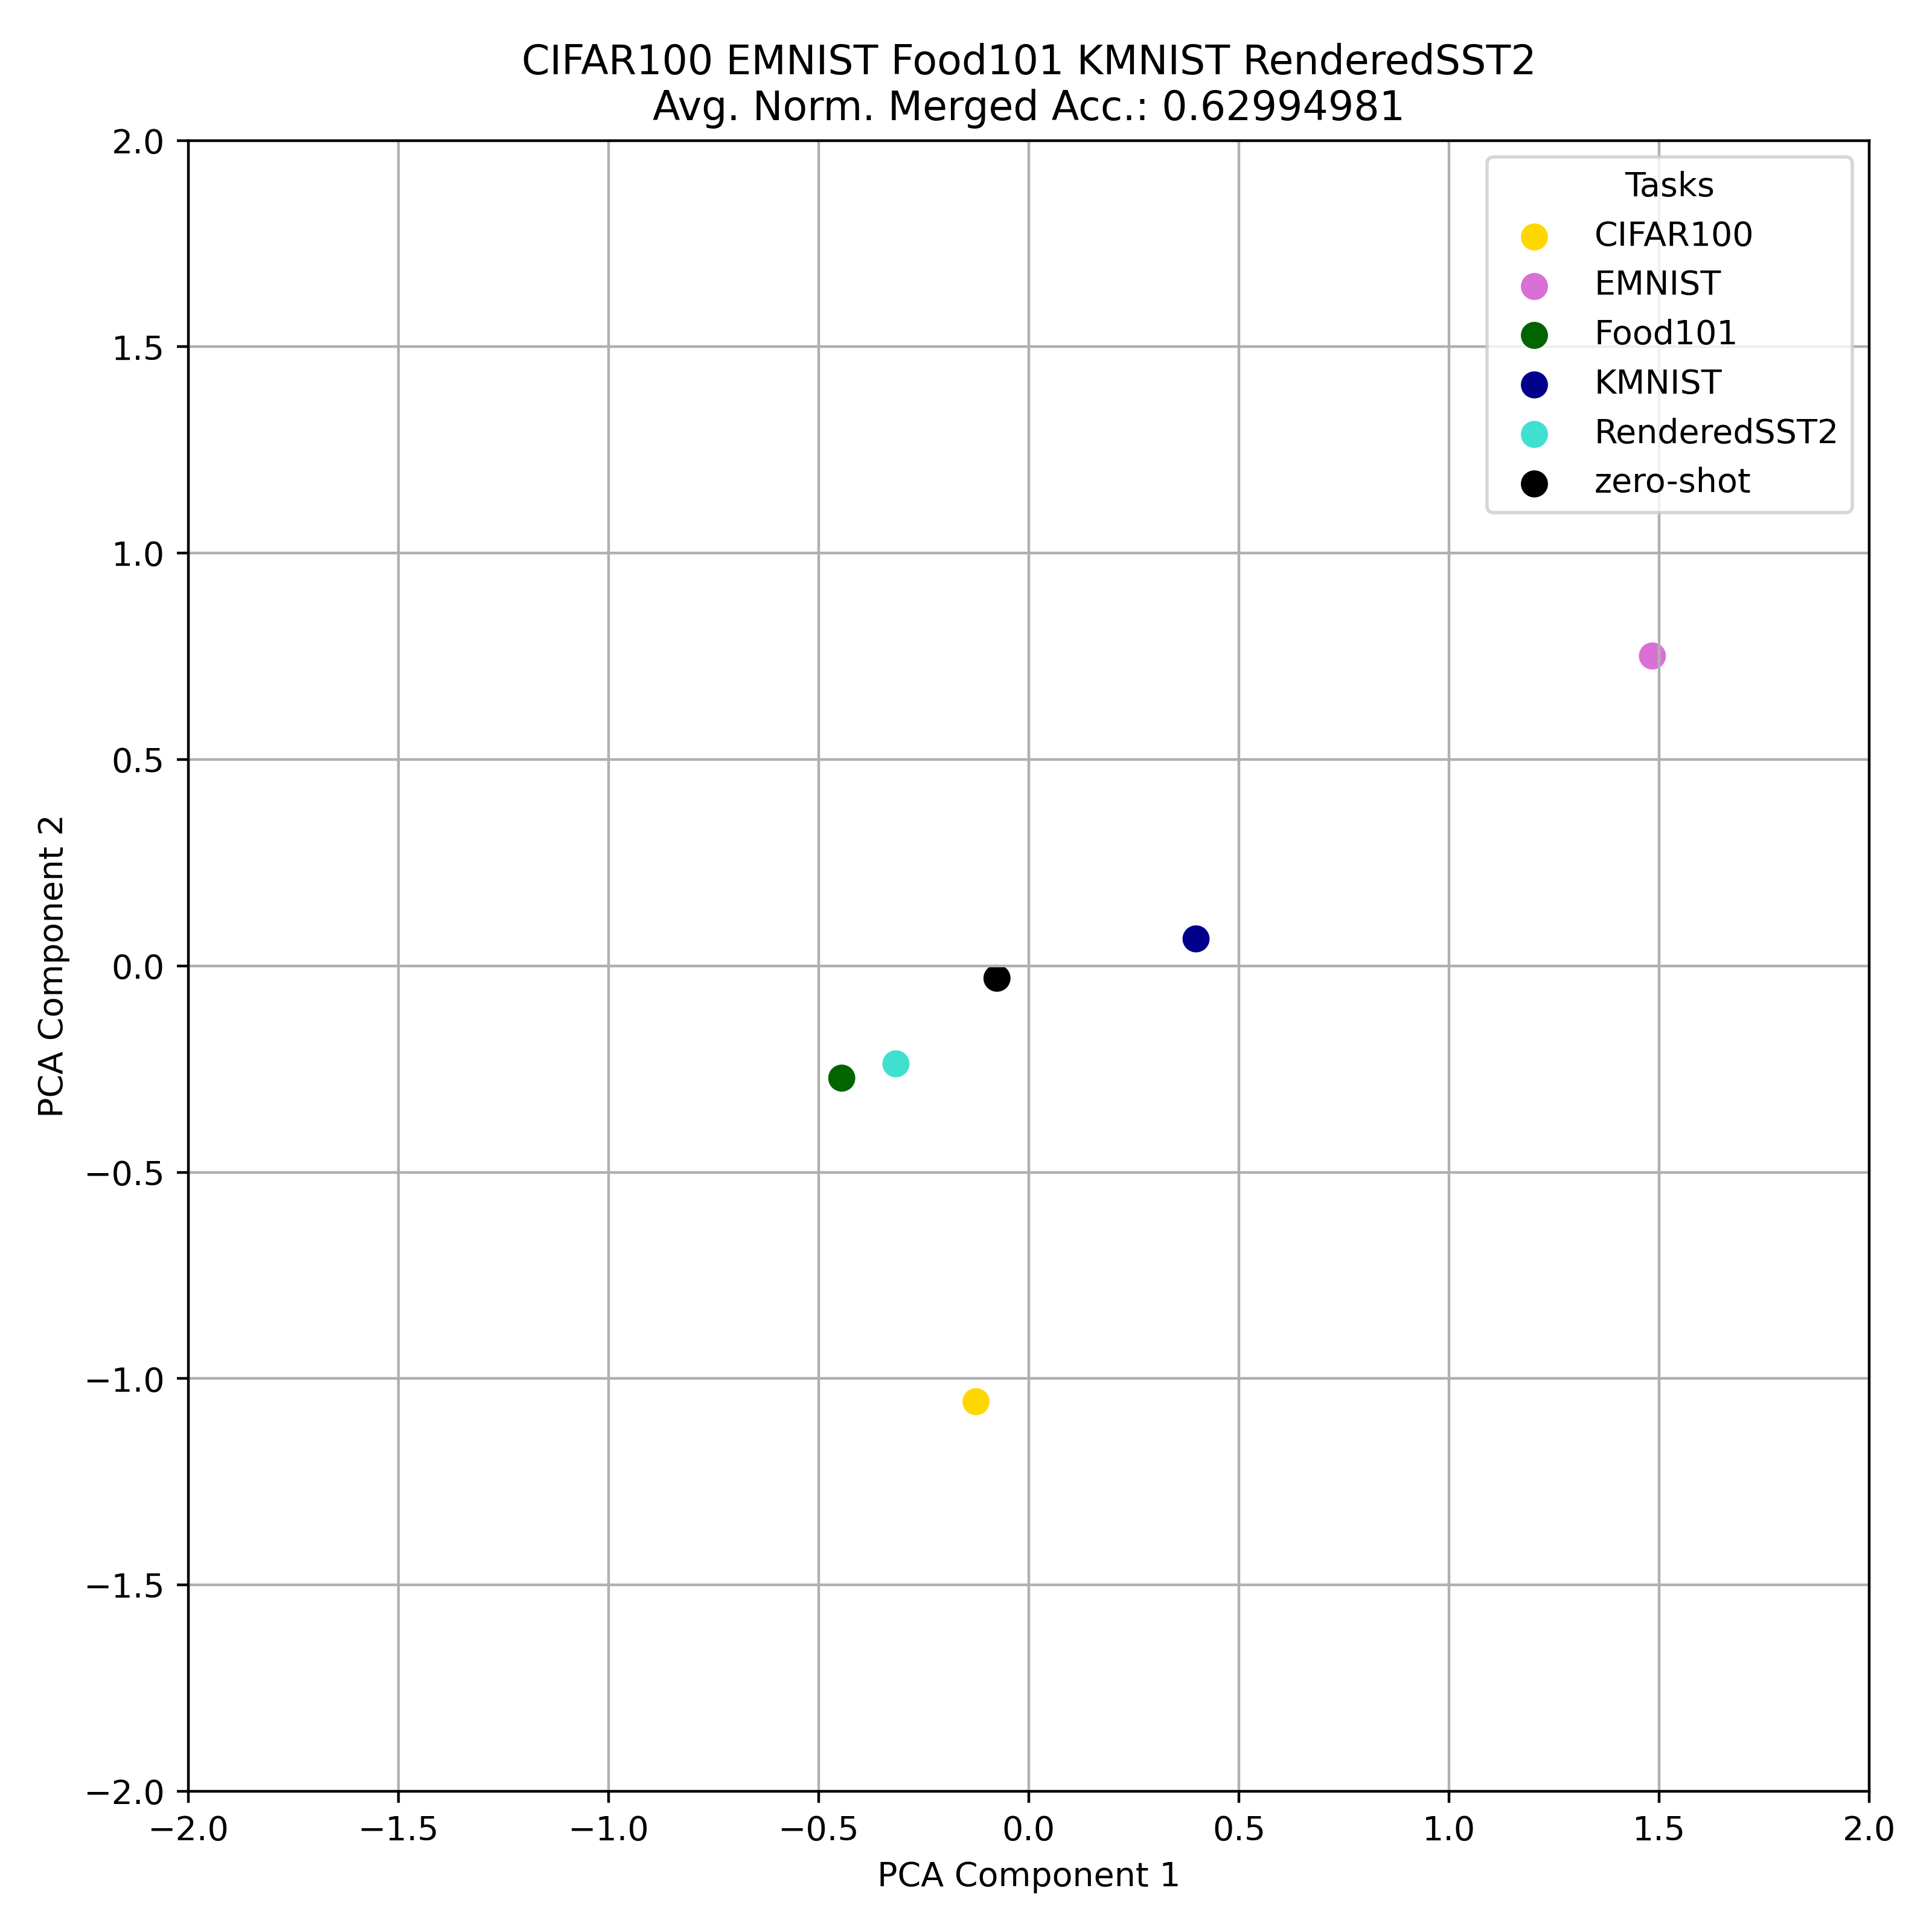 CIFAR100 EMNIST Food101 KMNIST RenderedSST2
Avg. Norm. Merged Acc.: 0.62994981
Tasks
CIFAR100
EMNIST
Food101
KMNIST
RenderedSST2
zero-shot
PCA Component 2
2.0
1.5
1.0
0.5
0.0
−0.5
−1.0
−1.5
−2.0
−2.0 −1.5 −1.0 −0.5 0.0 0.5 1.0 1.5 2.0
PCA Component 1